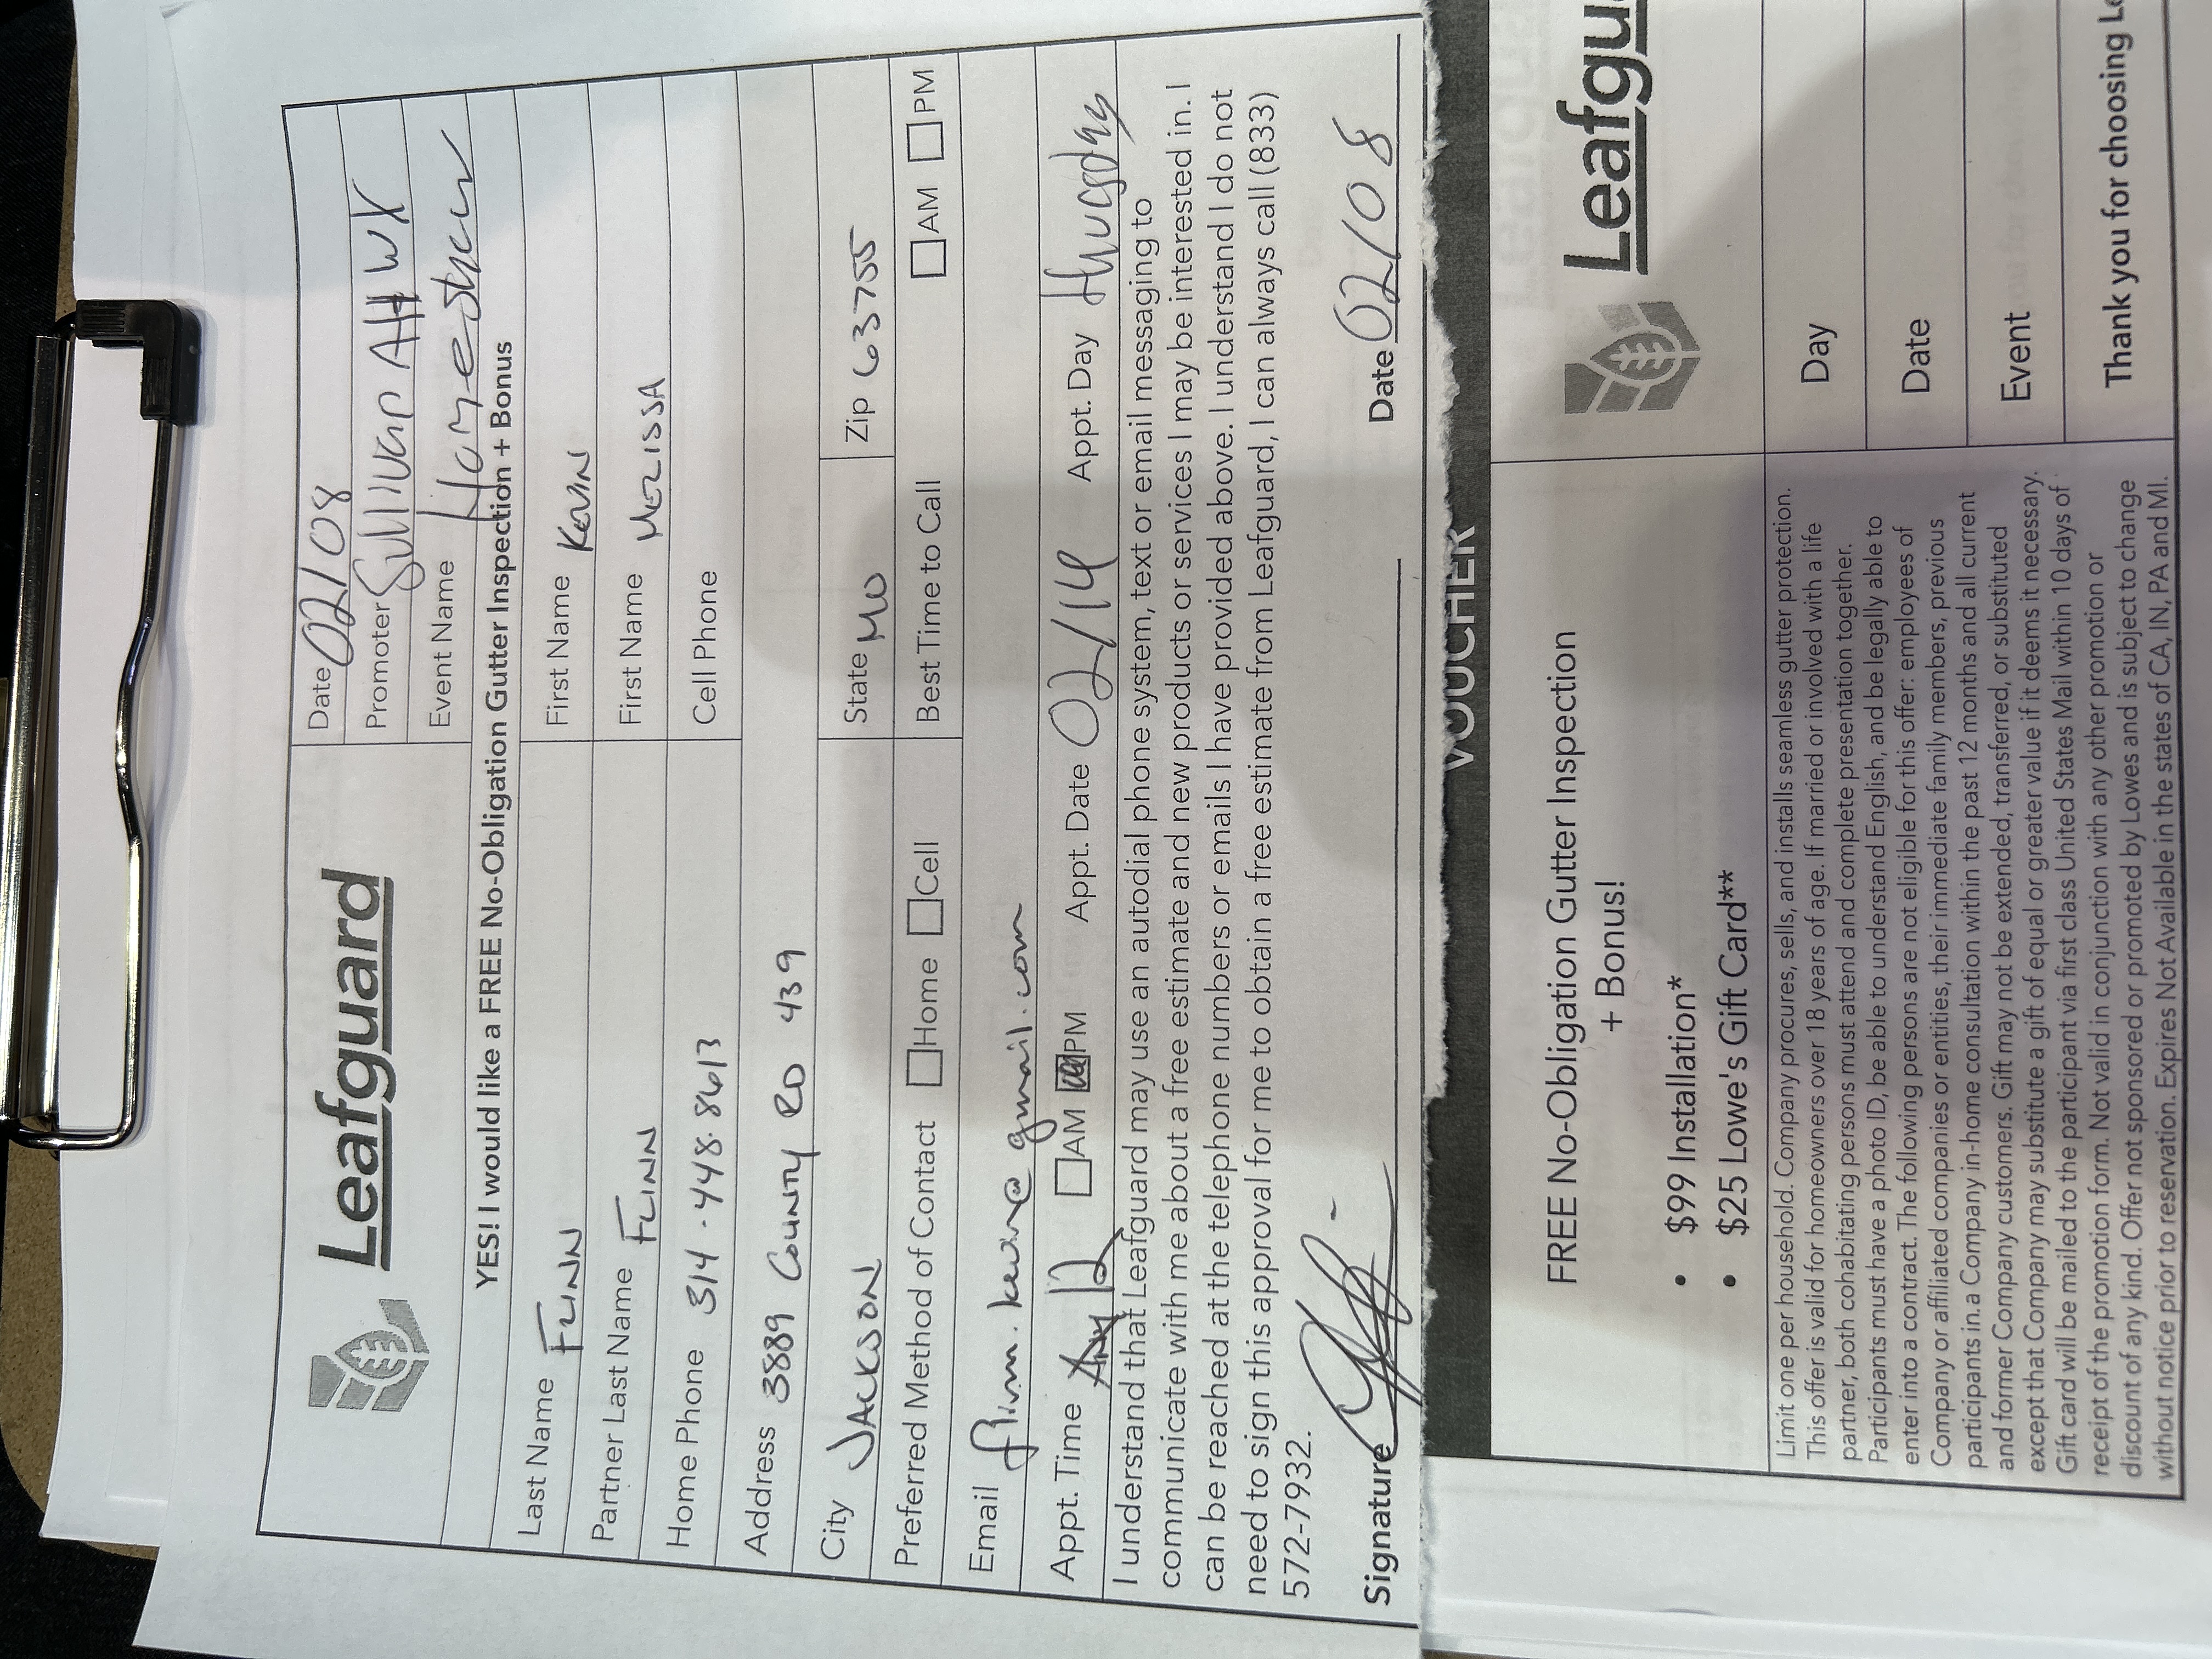 Leafguard
Date 02/08
Promoter Sullivan AHWX
Event Name Homeshow
YES! I would like a FREE No-Obligation Gutter Inspection + Bonus
Last Name FLINN First Name KEVIN
Partner Last Name FLINN First Name MELISSA
Home Phone 314-448.8613 Cell Phone
Address 3889 COUNTY RD 439
City JACKSON State MO Zip 63755
Preferred Method of Contact Home Cell Best Time to Call AM PM
Email flinn.kevin@gmail.com
Appt. Time 12 AM PM Appt. Date 02/14 Appt. Day thursday
I understand that Leafguard may use an autodial phone system, text or email messaging to
communicate with me about a free estimate and new products or services I may be interested in. I
can be reached at the telephone numbers or emails I have provided above. I understand I do not
need to sign this approval for me to obtain a free estimate from Leafguard, I can always call (833)
572-7932.
Signature Date 02/08
VOUCHER
FREE No-Obligation Gutter Inspection
+ Bonus!
• $99 Installation*
• $25 Lowe's Gift Card**
Limit one per household. Company procures, sells, and installs seamless gutter protection.
This offer is valid for homeowners over 18 years of age. If married or involved with a life
partner, both cohabitating persons must attend and complete presentation together.
Participants must have a photo ID, be able to understand English, and be legally able to
enter into a contract. The following persons are not eligible for this offer: employees of
Company or affiliated companies or entities, their immediate family members, previous
participants in a Company in-home consultation within the past 12 months and all current
and former Company customers. Gift may not be extended, transferred, or substituted
except that Company may substitute a gift of equal or greater value if it deems it necessary.
Gift card will be mailed to the participant via first class United States Mail within 10 days of
receipt of the promotion form. Not valid in conjunction with any other promotion or
discount of any kind. Offer not sponsored or promoted by Lowes and is subject to change
without notice prior to reservation. Expires Not Available in the states of CA, IN, PA and MI.
Leafgu
Day
Date
Event
Thank you for choosing Le